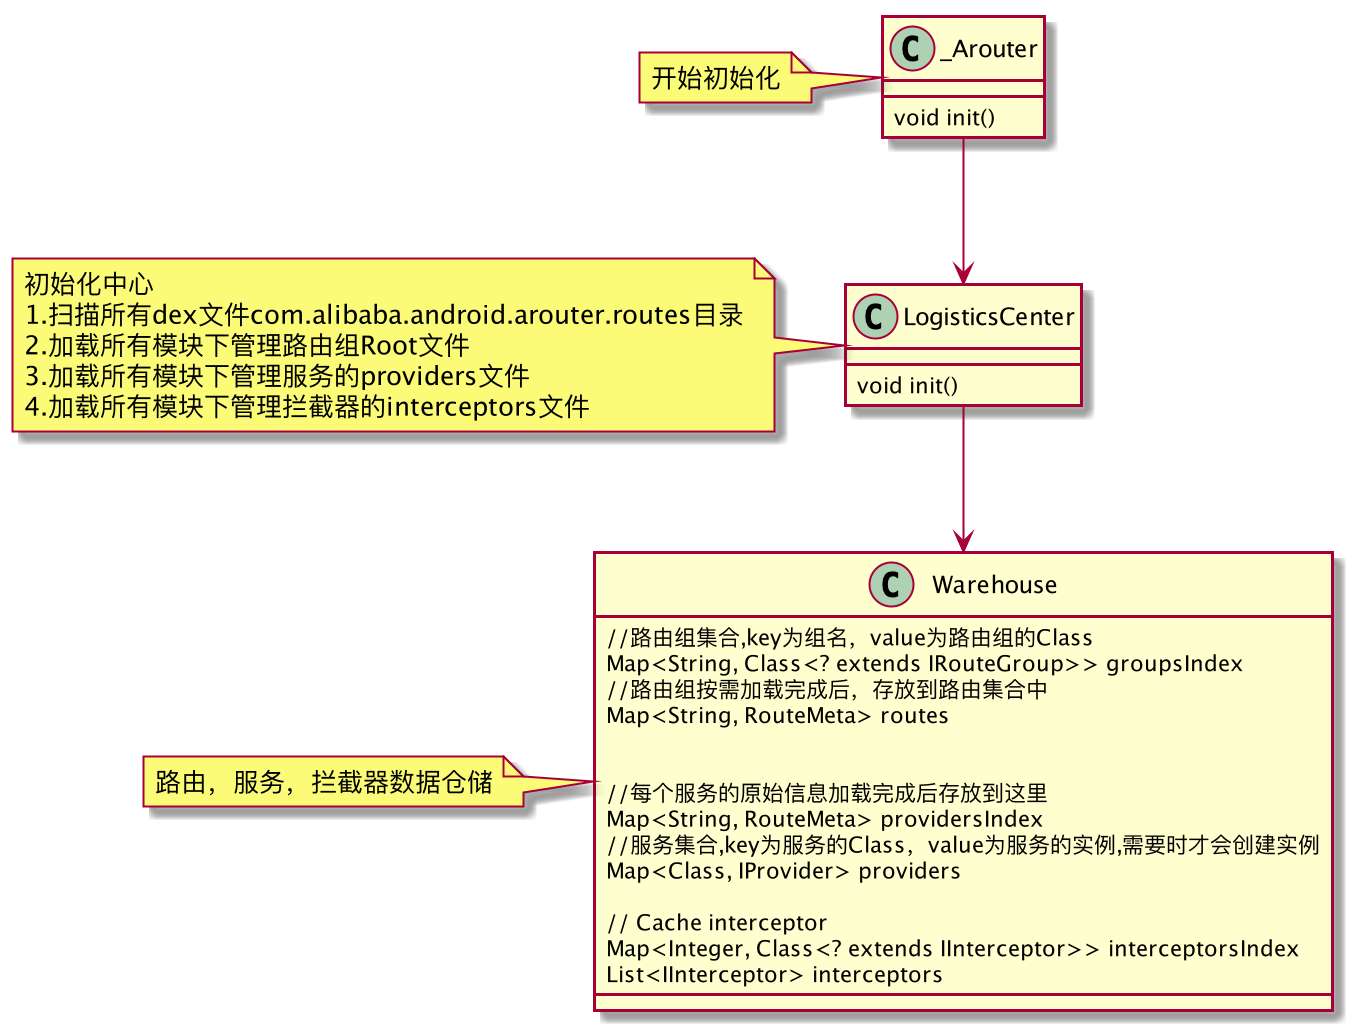 C _Arouter
开始初始化
void init()
初始化中心
1.扫描所有dex文件com.alibaba.android.arouter.routes目录
2.加载所有模块下管理路由组Root文件
3.加载所有模块下管理服务的providers文件
4.加载所有模块下管理拦截器的interceptors文件
C LogisticsCenter
void init()
C Warehouse
//路由组集合,key为组名，value为路由组的Class
Map<String, Class<? extends IRouteGroup>> groupsIndex
//路由组按需加载完成后，存放到路由集合中
Map<String, RouteMeta> routes
路由，服务，拦截器数据仓储
//每个服务的原始信息加载完成后存放到这里
Map<String, RouteMeta> providersIndex
//服务集合,key为服务的Class，value为服务的实例,需要时才会创建实例
Map<Class, IProvider> providers
// Cache interceptor
Map<Integer, Class<? extends IInterceptor>> interceptorsIndex
List<IInterceptor> interceptors